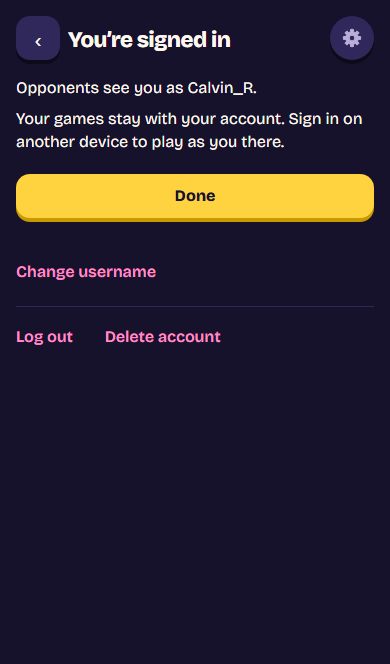 You're signed in
Opponents see you as Calvin_R.
Your games stay with your account. Sign in on
another device to play as you there.
Done
Change username
Log out
Delete account